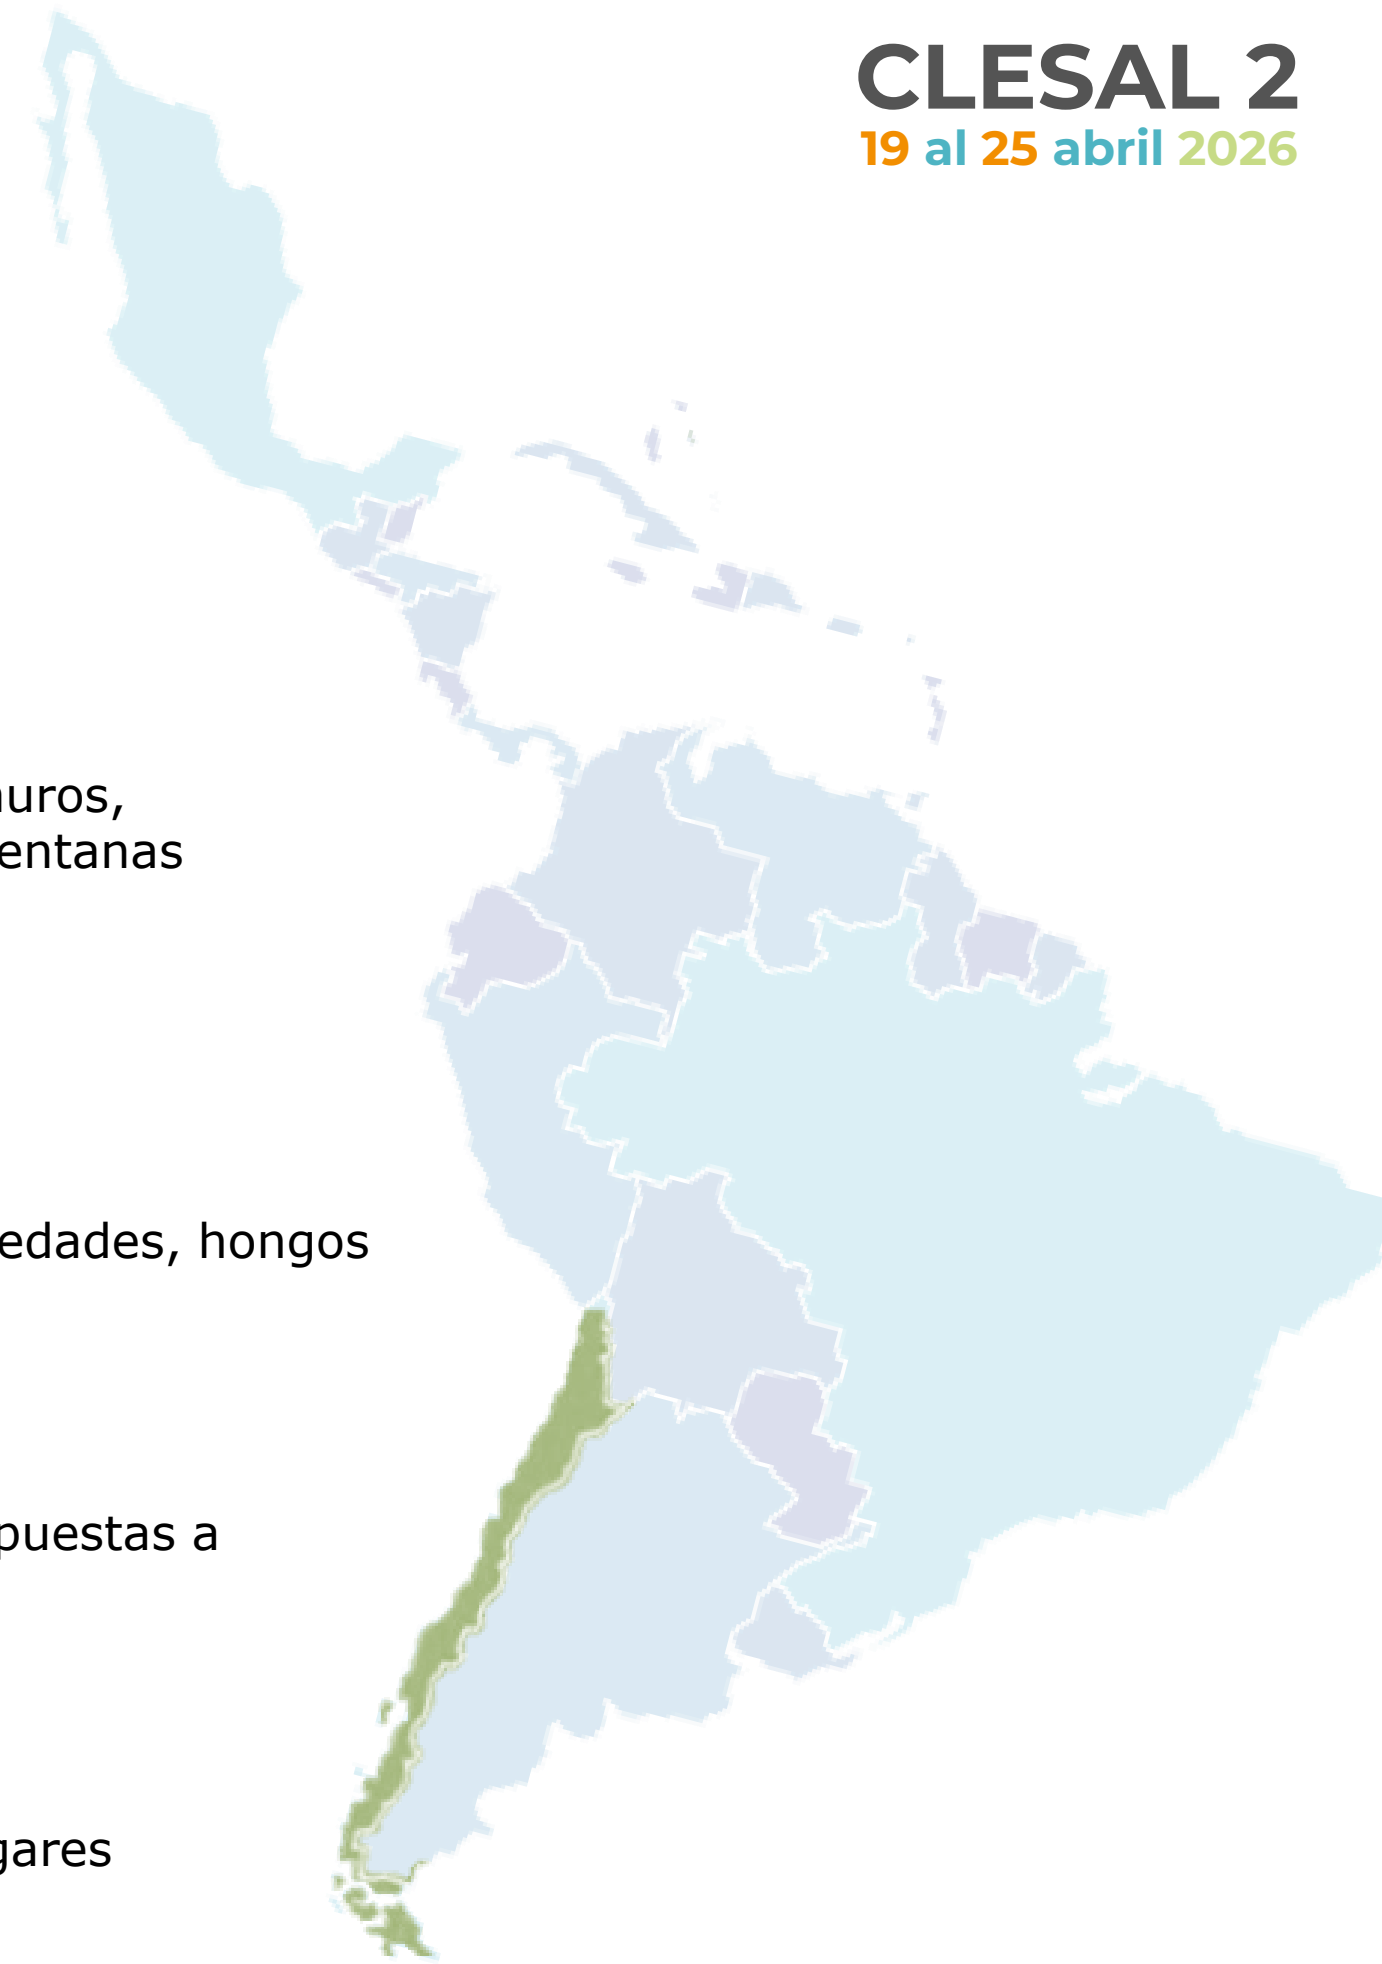 CLESAL 2
19 al 25 abril 2026
uros,
entanas
edades, hongos
puestas a
gares